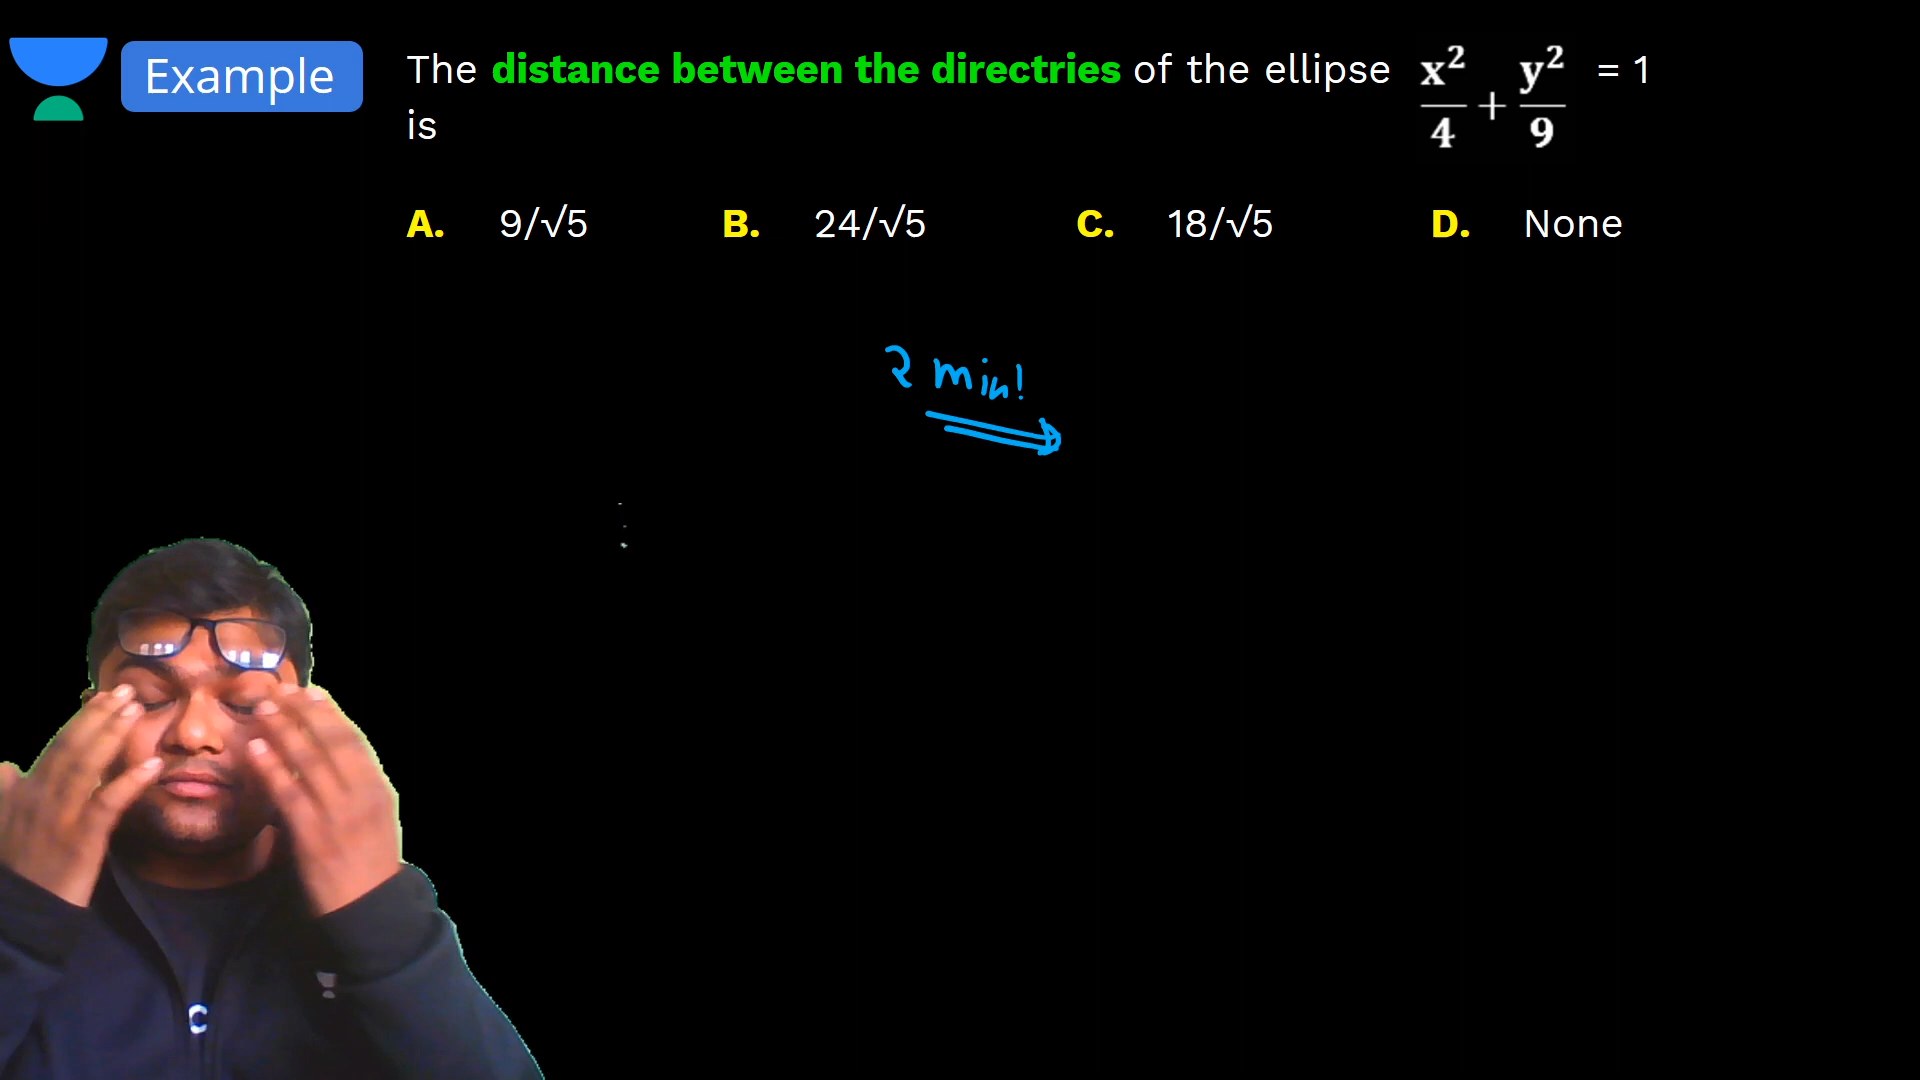 Example
The distance between the directries of the ellipse x²/4 + y²/9 = 1
is
A. 9/√5 B. 24/√5 C. 18/√5 D. None
2 min!
C